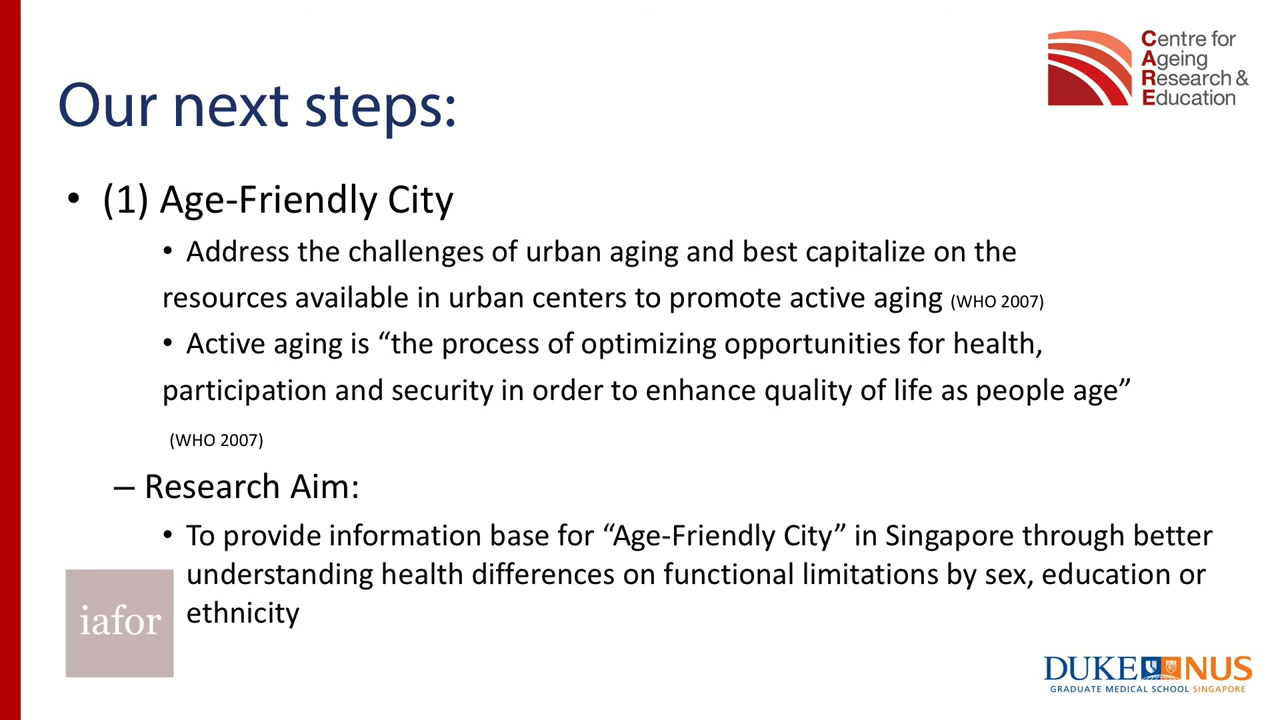 Centre for
Ageing
Research &
Education
Our next steps:
• (1) Age-Friendly City
• Address the challenges of urban aging and best capitalize on the
resources available in urban centers to promote active aging (WHO 2007)
• Active aging is “the process of optimizing opportunities for health,
participation and security in order to enhance quality of life as people age”
(WHO 2007)
– Research Aim:
• To provide information base for “Age-Friendly City” in Singapore through better
understanding health differences on functional limitations by sex, education or
ethnicity
iafor
DUKE NUS
GRADUATE MEDICAL SCHOOL SINGAPORE